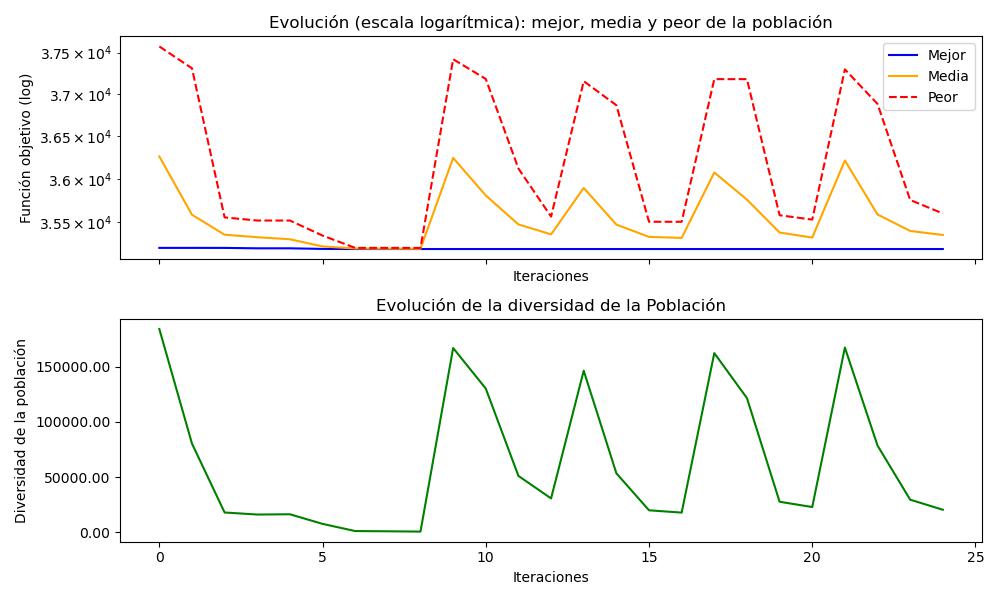 Evolución (escala logarítmica): mejor, media y peor de la población
Función objetivo (log)
3.75 × 10⁴
3.7 × 10⁴
3.65 × 10⁴
3.6 × 10⁴
3.55 × 10⁴
Mejor
Media
Peor
Iteraciones
Evolución de la diversidad de la Población
Diversidad de la población
150000.00
100000.00
50000.00
0.00
0 5 10 15 20 25
Iteraciones